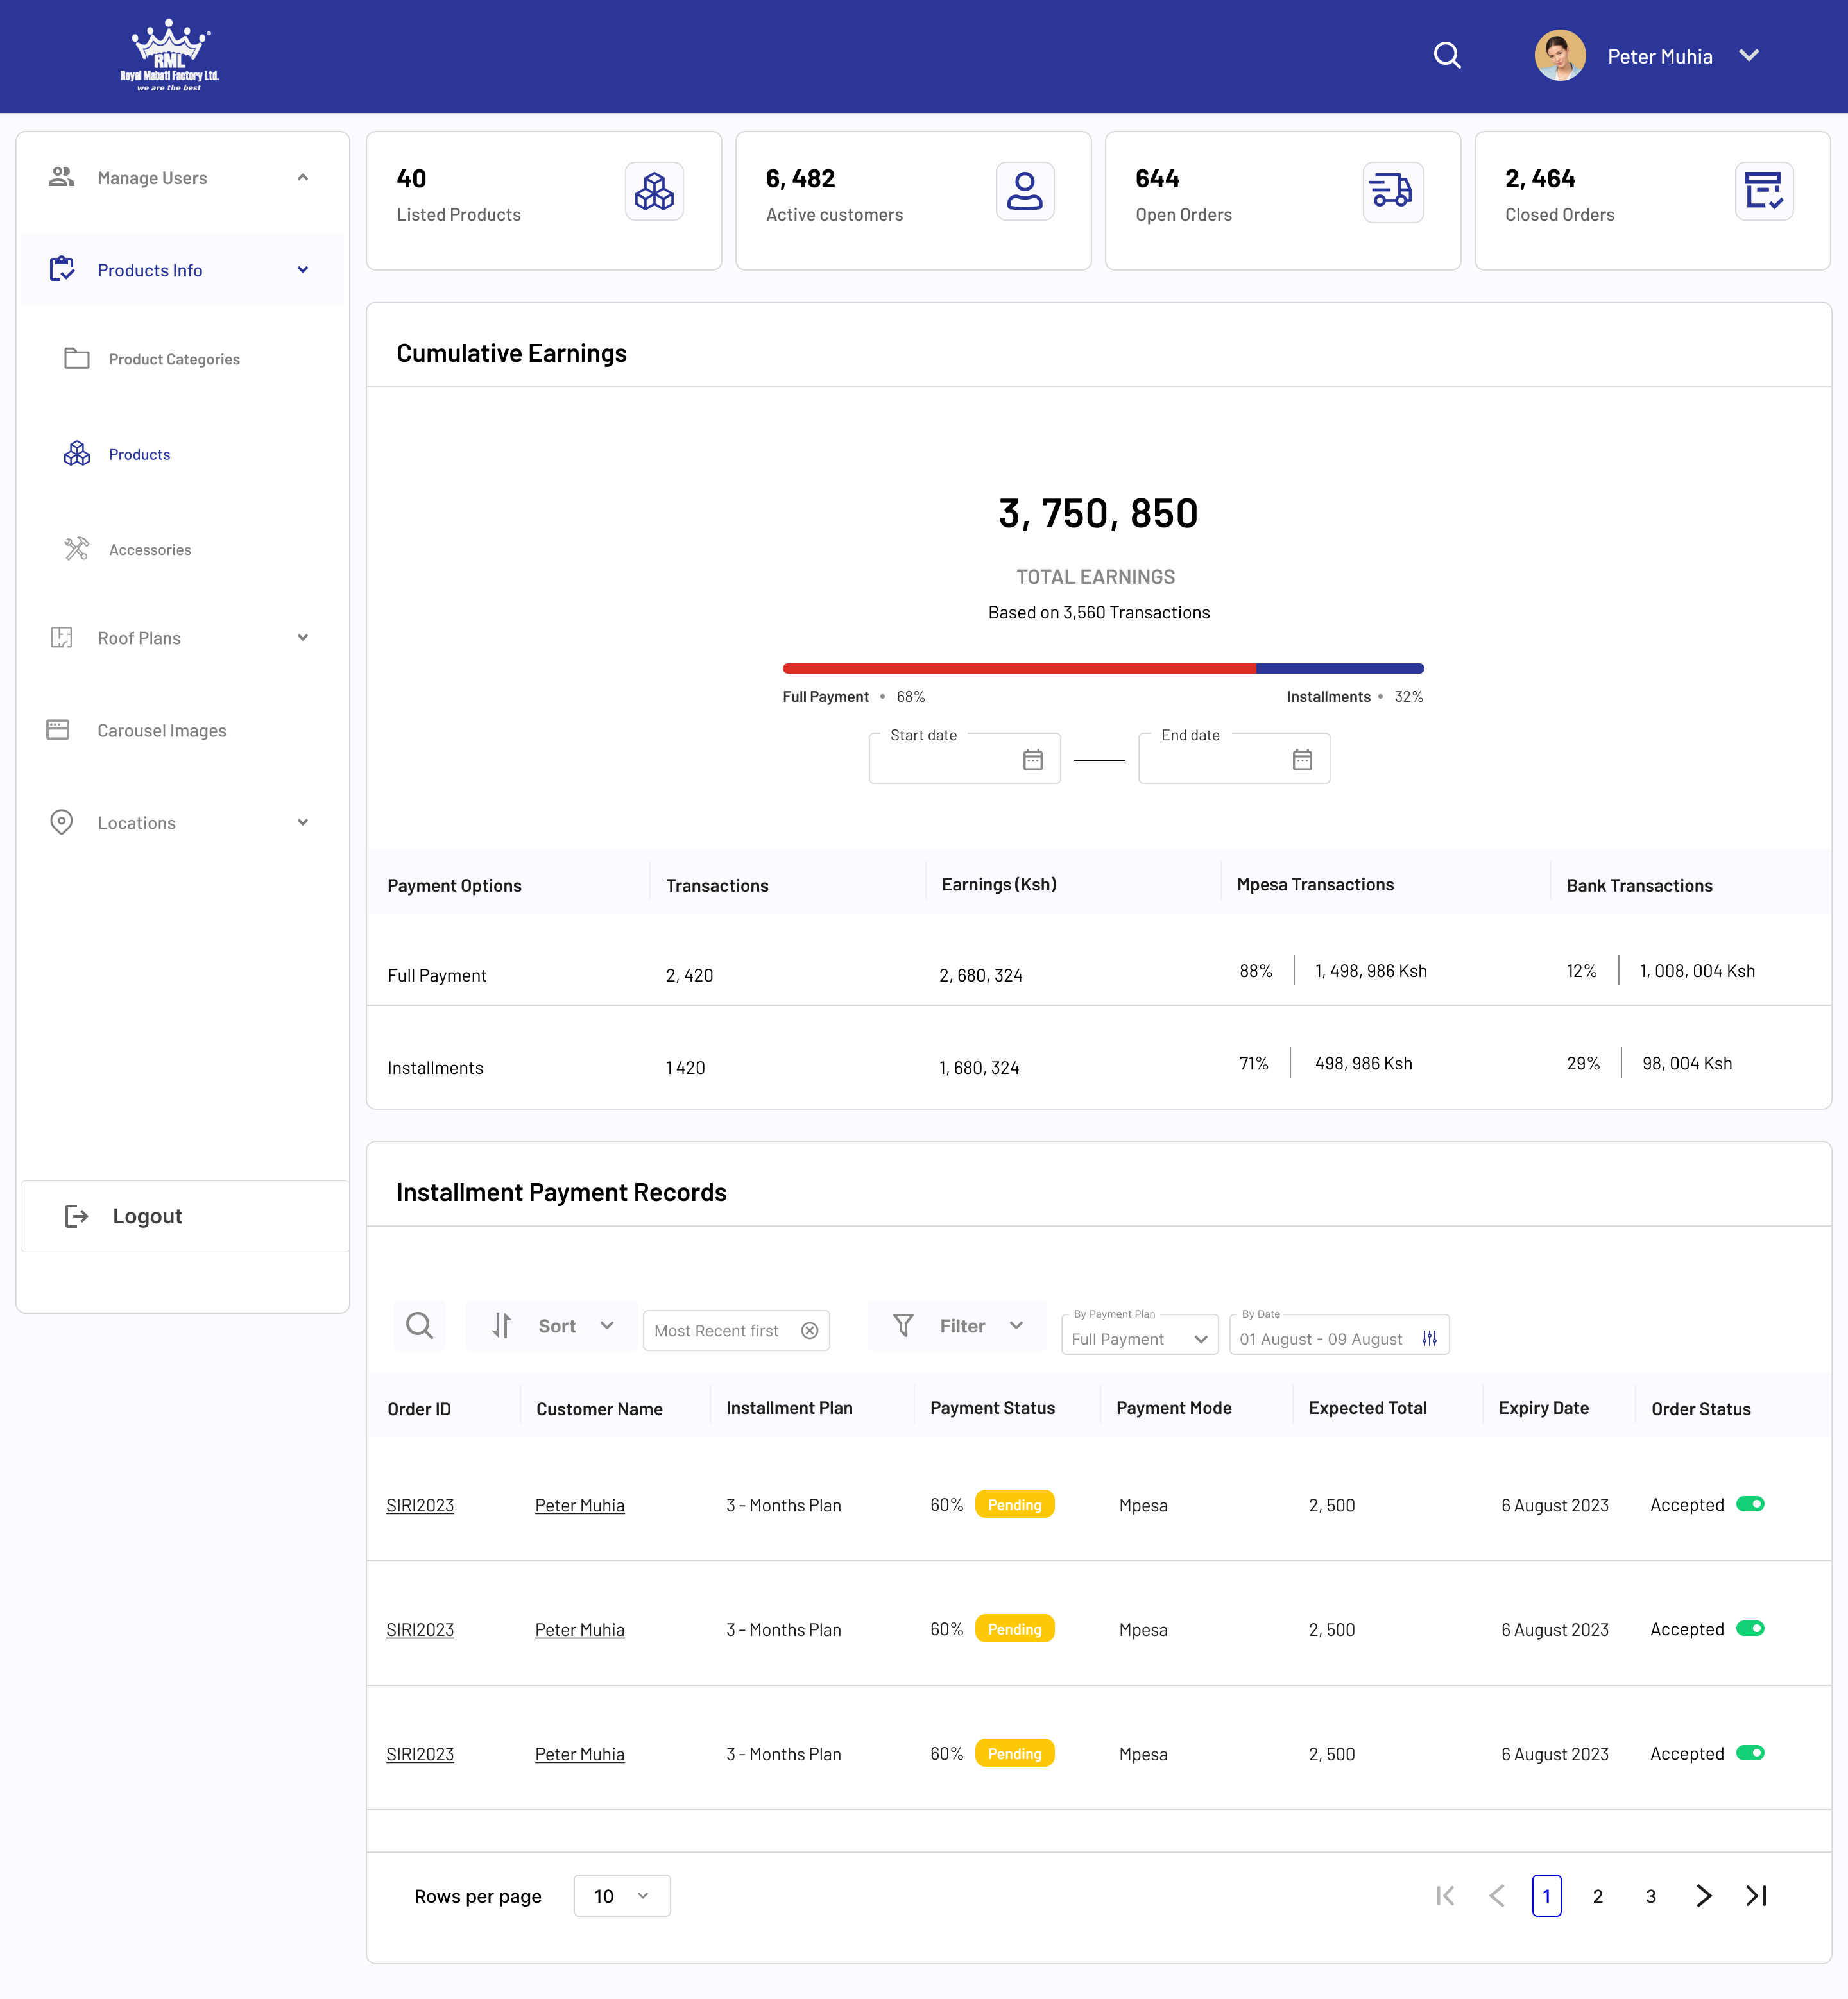 RML
Royal Mabati Factory Ltd.
we are the best
Peter Muhia
Manage Users
Products Info
Product Categories
Products
Accessories
Roof Plans
Carousel Images
Locations
Logout
40
Listed Products
6, 482
Active customers
644
Open Orders
2, 464
Closed Orders
Cumulative Earnings
3, 750, 850
TOTAL EARNINGS
Based on 3,560 Transactions
Full Payment • 68% Installments • 32%
Start date End date
Payment Options Transactions Earnings (Ksh) Mpesa Transactions Bank Transactions
Full Payment 2, 420 2, 680, 324 88% 1, 498, 986 Ksh 12% 1, 008, 004 Ksh
Installments 1 420 1, 680, 324 71% 498, 986 Ksh 29% 98, 004 Ksh
Installment Payment Records
Sort Most Recent first Filter
By Payment Plan
Full Payment
By Date
01 August - 09 August
Order ID Customer Name Installment Plan Payment Status Payment Mode Expected Total Expiry Date Order Status
SIRI2023 Peter Muhia 3 - Months Plan 60% Pending Mpesa 2, 500 6 August 2023 Accepted
SIRI2023 Peter Muhia 3 - Months Plan 60% Pending Mpesa 2, 500 6 August 2023 Accepted
SIRI2023 Peter Muhia 3 - Months Plan 60% Pending Mpesa 2, 500 6 August 2023 Accepted
Rows per page 10 1 2 3